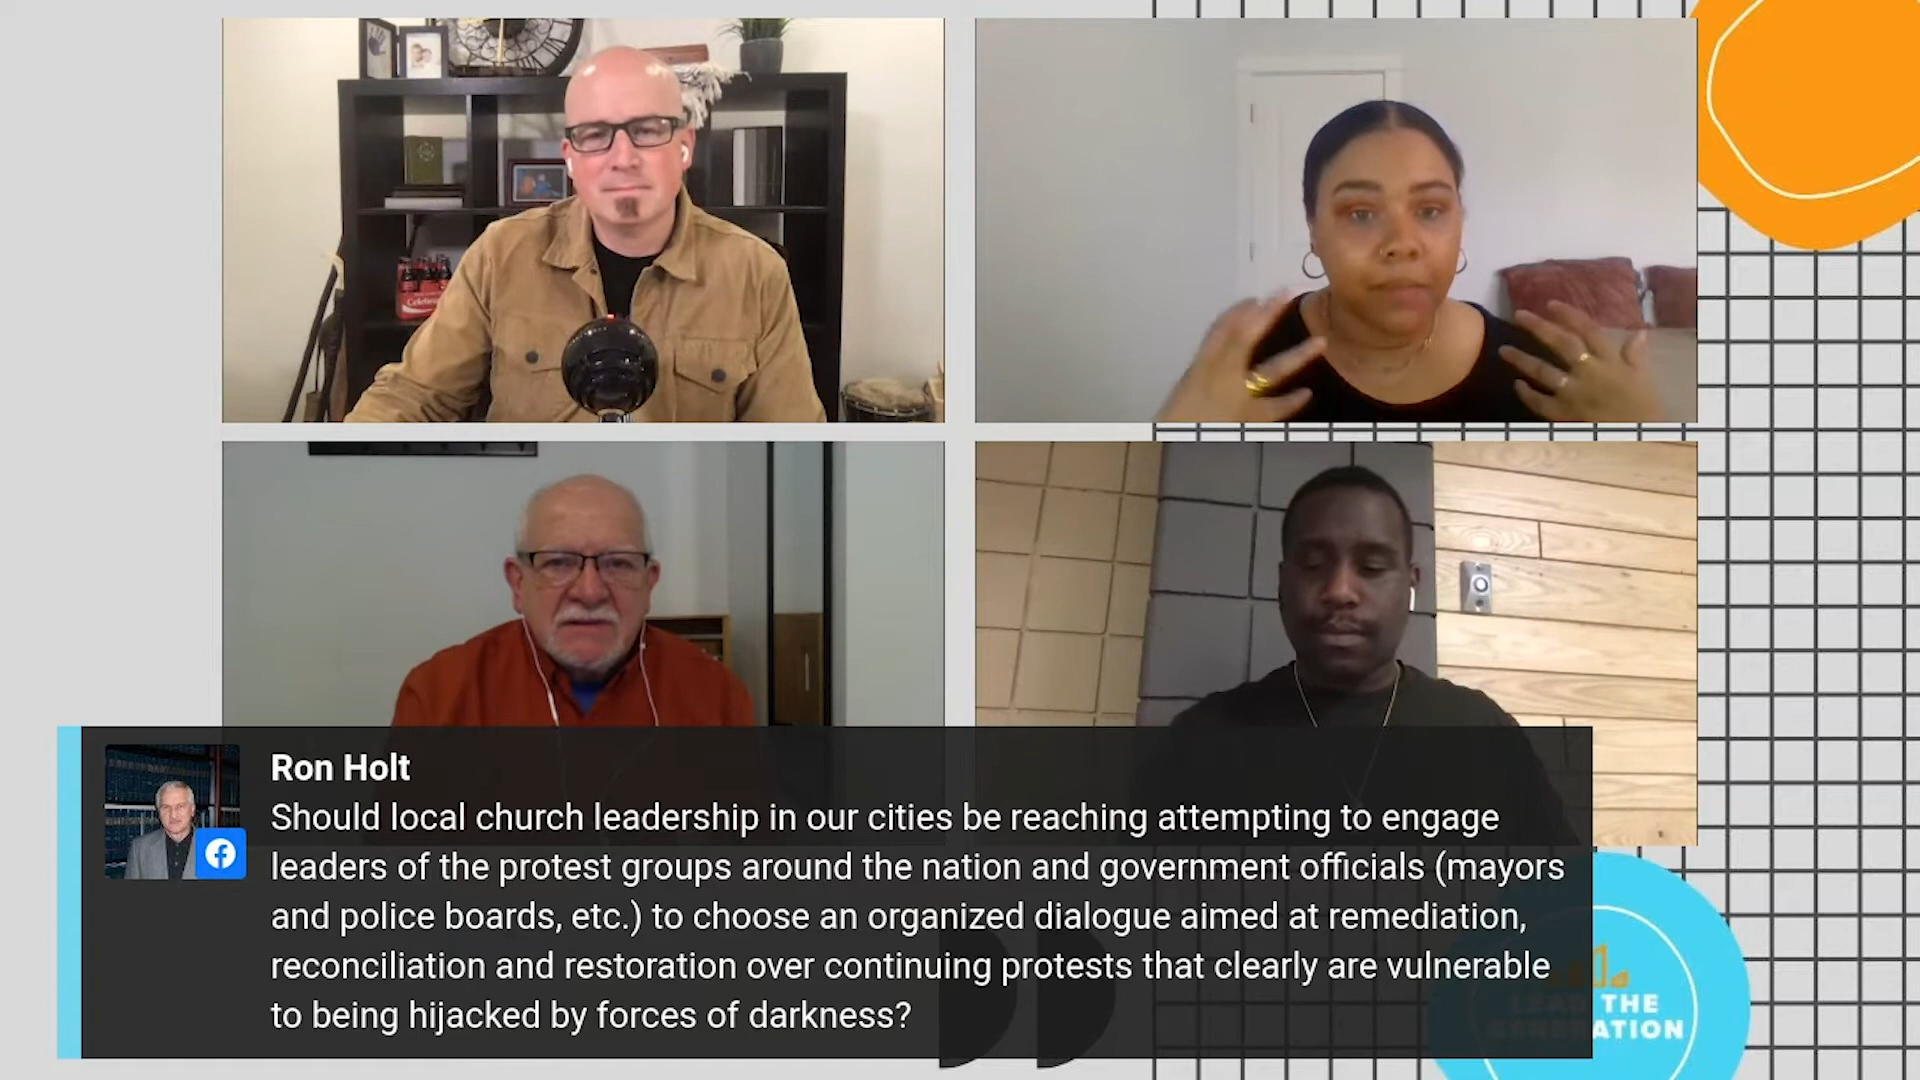 Ron Holt
Should local church leadership in our cities be reaching attempting to engage
leaders of the protest groups around the nation and government officials (mayors
and police boards, etc.) to choose an organized dialogue aimed at remediation,
reconciliation and restoration over continuing protests that clearly are vulnerable
to being hijacked by forces of darkness?
LEAD THE
GENERATION